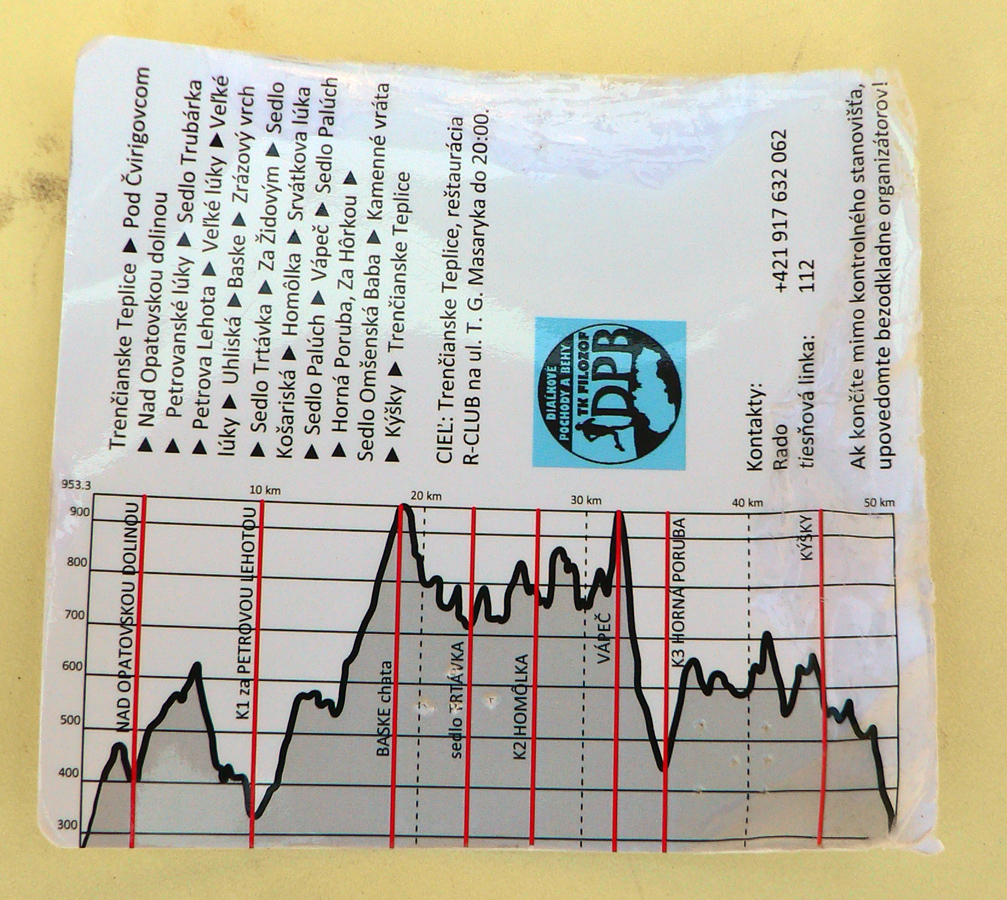 Trenčianske Teplice ▶ Pod Čvirigovcom
▶ Nad Opatovskou dolinou
▶ Petrovanské lúky ▶ Sedlo Trubárka
▶ Petrova Lehota ▶ Veľké lúky ▶ Veľké
lúky ▶ Uhliská ▶ Baske ▶ Zrázový vrch
▶ Sedlo Trtávka ▶ Za Židovým ▶ Sedlo
Košariská ▶ Homôlka ▶ Srvátkova lúka
▶ Sedlo Palúch ▶ Vápeč ▶ Sedlo Palúch
▶ Horná Poruba, Za Hôrkou ▶
Sedlo Omšenská Baba ▶ Kamenné vráta
▶ Kýšky ▶ Trenčianske Teplice
CIEĽ: Trenčianske Teplice, reštaurácia
R-CLUB na ul. T. G. Masaryka do 20:00.
DIAĽKOVÉ
POCHODY A BEHY
TK FILOZOF
DPB
Kontakty:
Rado +421 917 632 062
tiesňová linka: 112
Ak končíte mimo kontrolného stanovišťa,
upovedomte bezodkladne organizátorov!
953.3
900
800
700
600
500
400
300
10 km
20 km
30 km
40 km
50 km
NAD OPATOVSKOU DOLINOU
K1 za PETROVOU LEHOTOU
BASKE chata
sedlo TRTÁVKA
K2 HOMÔLKA
VÁPEČ
K3 HORNÁ PORUBA
KÝŠKY